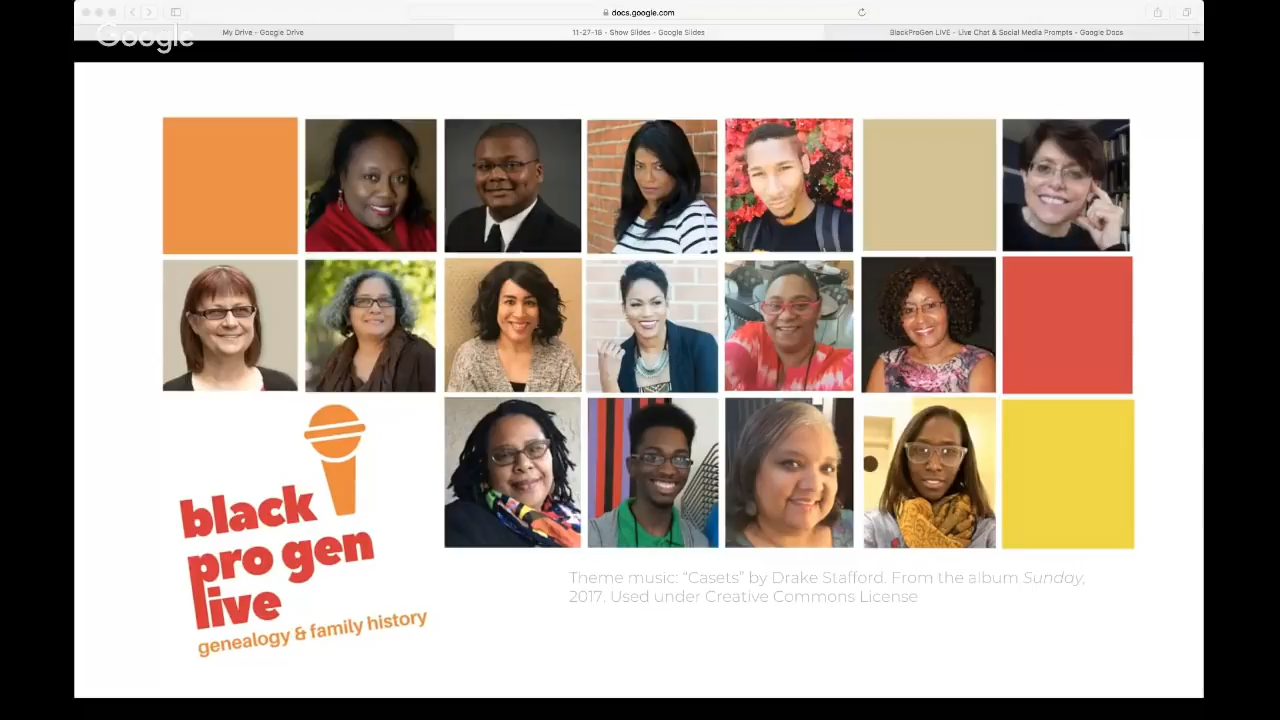 docs.google.com
Google
My Drive - Google Drive
11-27-18 - Show Slides - Google Slides
BlackProGen LIVE - Live Chat & Social Media Prompts - Google Docs
black
pro gen
live
genealogy & family history
Theme music: “Casets” by Drake Stafford. From the album Sunday,
2017. Used under Creative Commons License